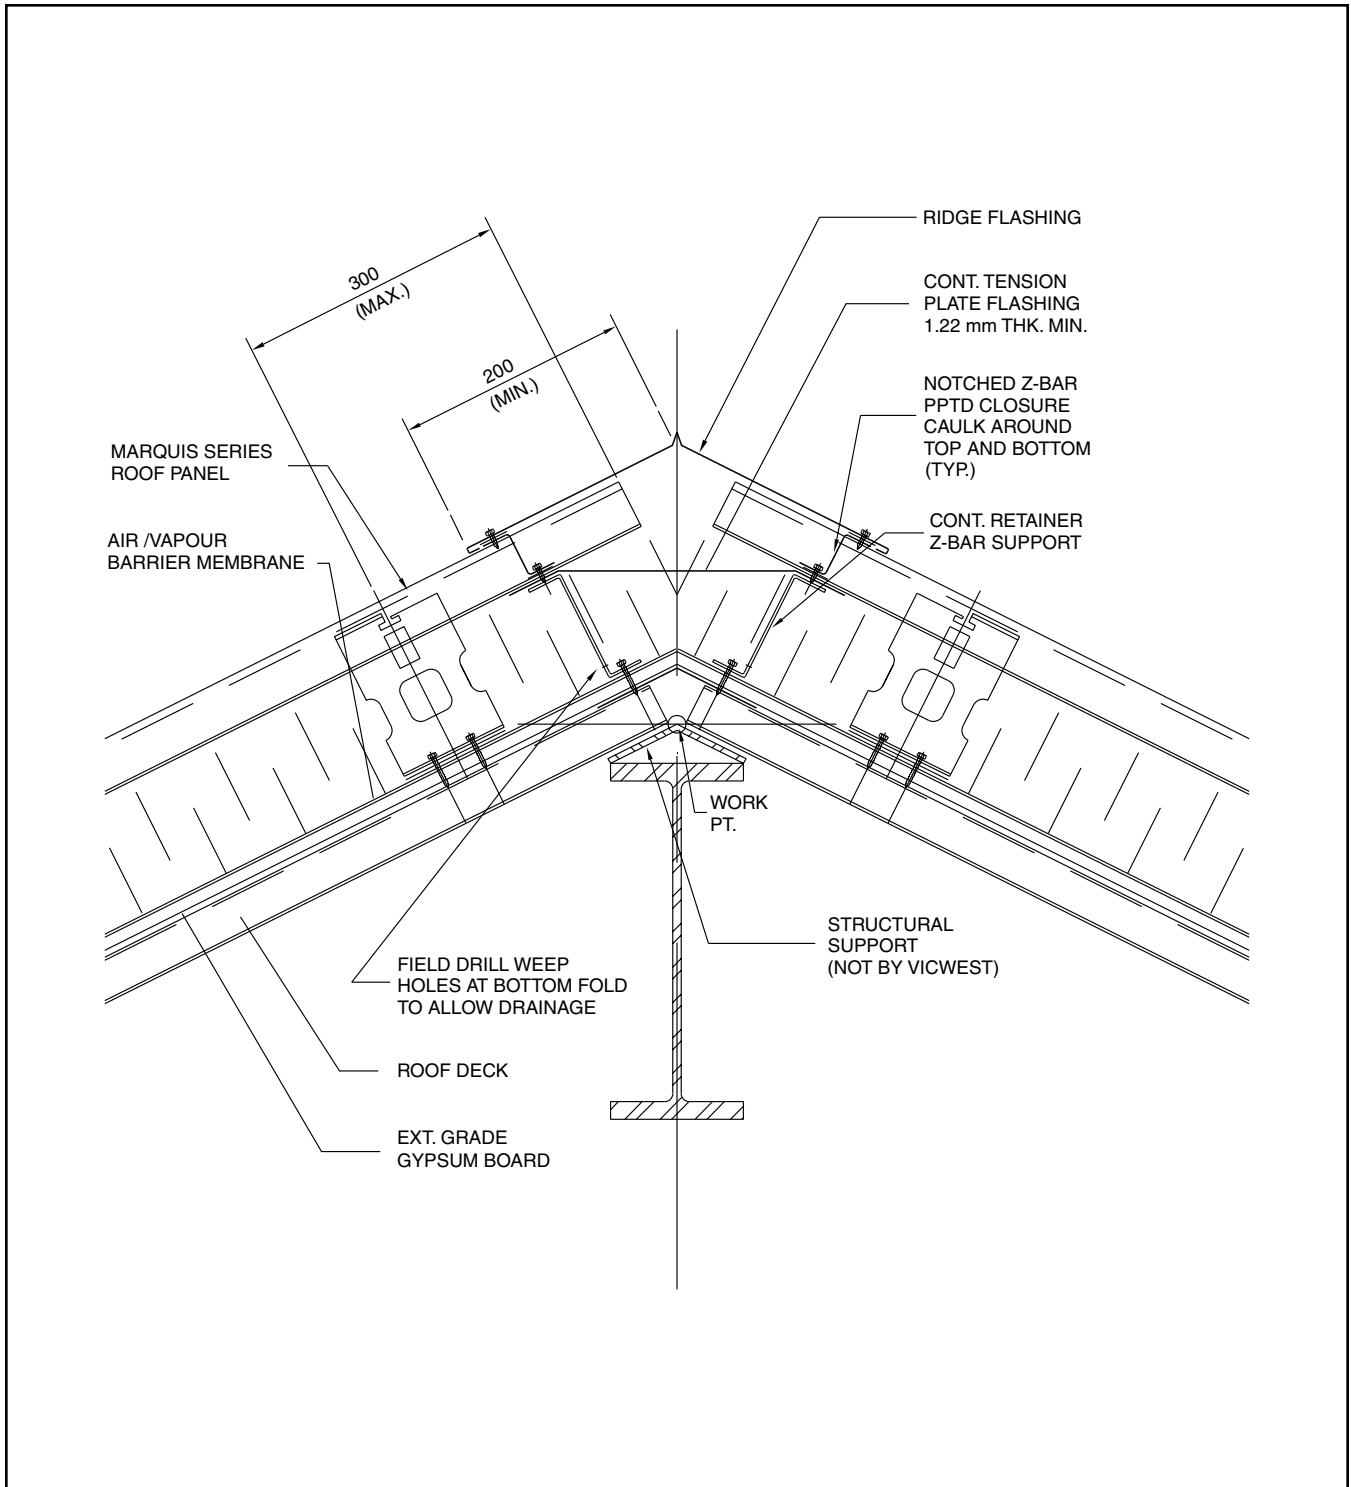 RIDGE FLASHING
300
(MAX.)
CONT. TENSION
PLATE FLASHING
1.22 mm THK. MIN.
200
(MIN.)
NOTCHED Z-BAR
PPTD CLOSURE
CAULK AROUND
TOP AND BOTTOM
(TYP.)
MARQUIS SERIES
ROOF PANEL
CONT. RETAINER
Z-BAR SUPPORT
AIR /VAPOUR
BARRIER MEMBRANE
WORK
PT.
STRUCTURAL
SUPPORT
(NOT BY VICWEST)
FIELD DRILL WEEP
HOLES AT BOTTOM FOLD
TO ALLOW DRAINAGE
ROOF DECK
EXT. GRADE
GYPSUM BOARD